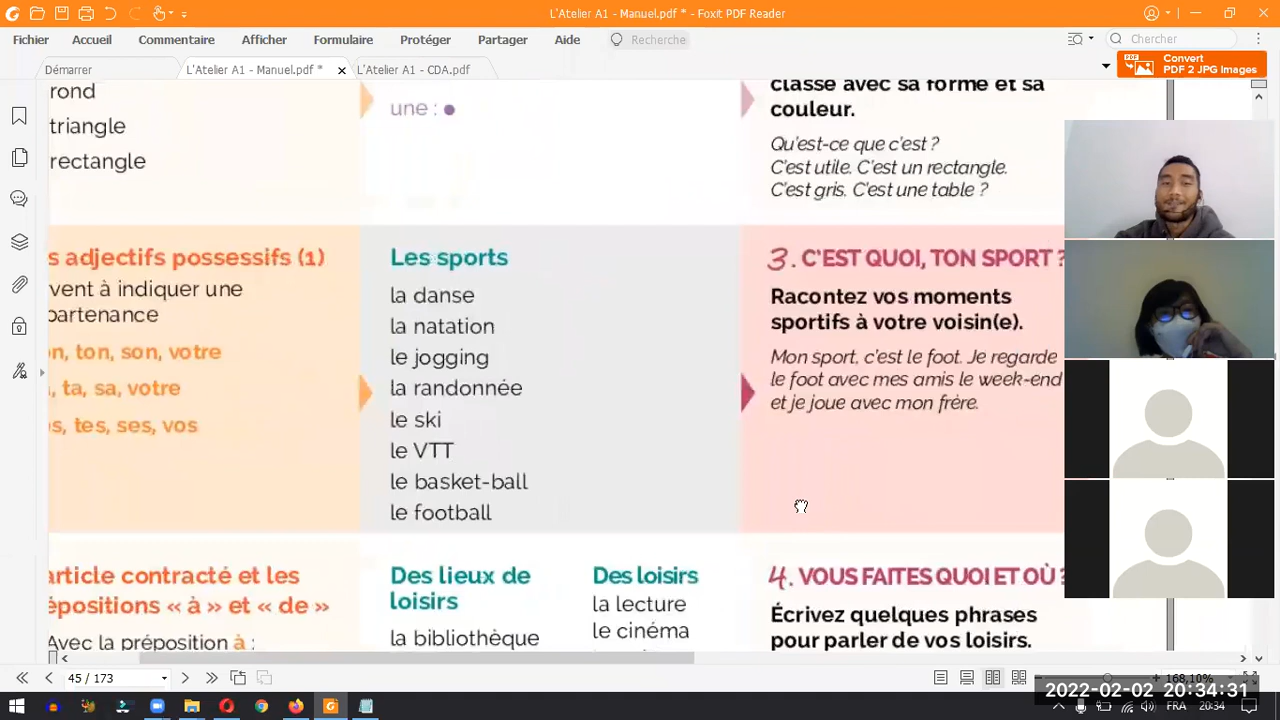 L'Atelier A1 - Manuel.pdf * - Foxit PDF Reader
Fichier Accueil Commentaire Afficher Formulaire Protéger Partager Aide Recherche Chercher
Démarrer L'Atelier A1 - Manuel.pdf * L'Atelier A1 - CDA.pdf
Convert
PDF 2 JPG Images
rond
triangle
rectangle
une :
classe avec sa forme et sa
couleur.
Qu'est-ce que c'est ?
C'est utile. C'est un rectangle.
C'est gris. C'est une table ?
s adjectifs possessifs (1)
vent à indiquer une
partenance
n, ton, son, votre
, ta, sa, votre
s, tes, ses, vos
Les sports
la danse
la natation
le jogging
la randonnée
le ski
le VTT
le basket-ball
le football
3. C'EST QUOI, TON SPORT ?
Racontez vos moments
sportifs à votre voisin(e).
Mon sport, c'est le foot. Je regarde
le foot avec mes amis le week-end
et je joue avec mon frère.
article contracté et les
épositions « à » et « de »
Avec la préposition à :
Des lieux de
loisirs
la bibliothèque
Des loisirs
la lecture
le cinéma
4. VOUS FAITES QUOI ET OÙ ?
Écrivez quelques phrases
pour parler de vos loisirs.
45 / 173
168,10%
2022-02-02 20:34:31
FRA 20:34